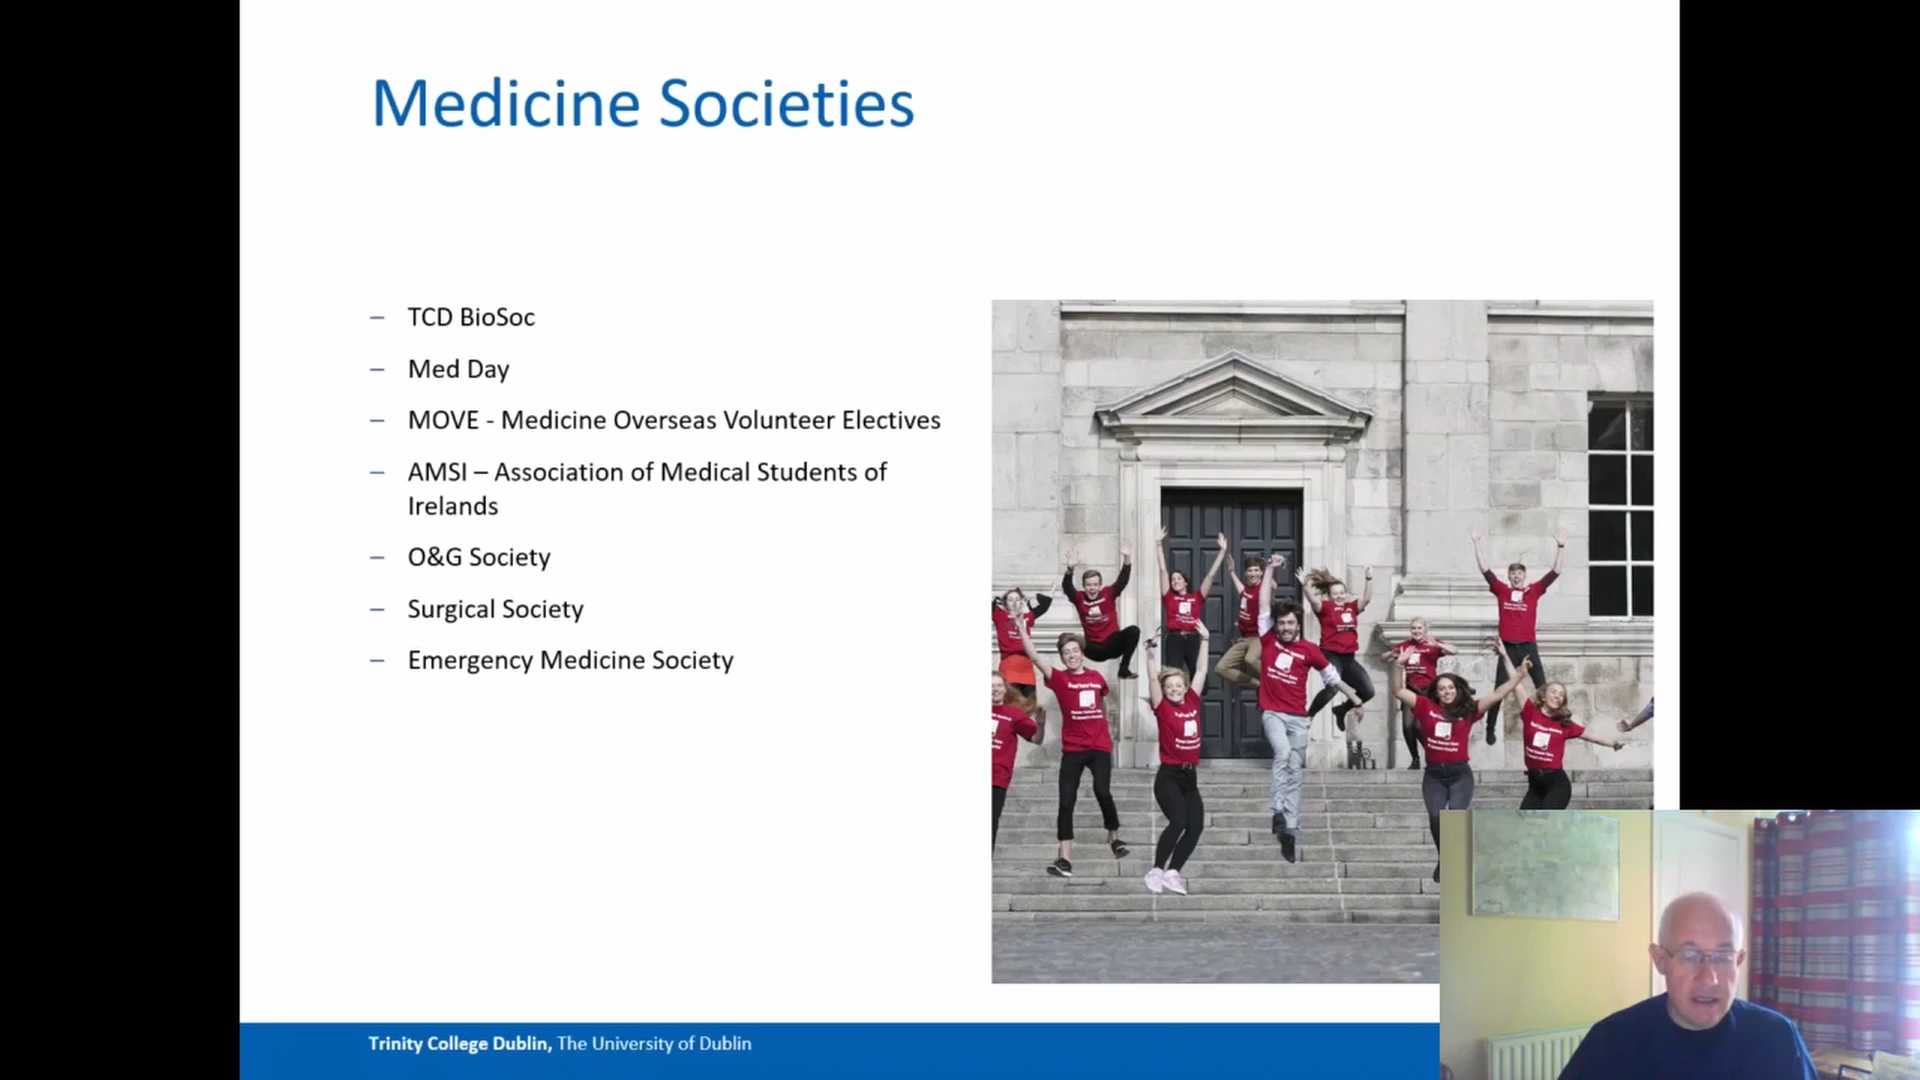 Medicine Societies
– TCD BioSoc
– Med Day
– MOVE - Medicine Overseas Volunteer Electives
– AMSI – Association of Medical Students of
Irelands
– O&G Society
– Surgical Society
– Emergency Medicine Society
Trinity College Dublin, The University of Dublin